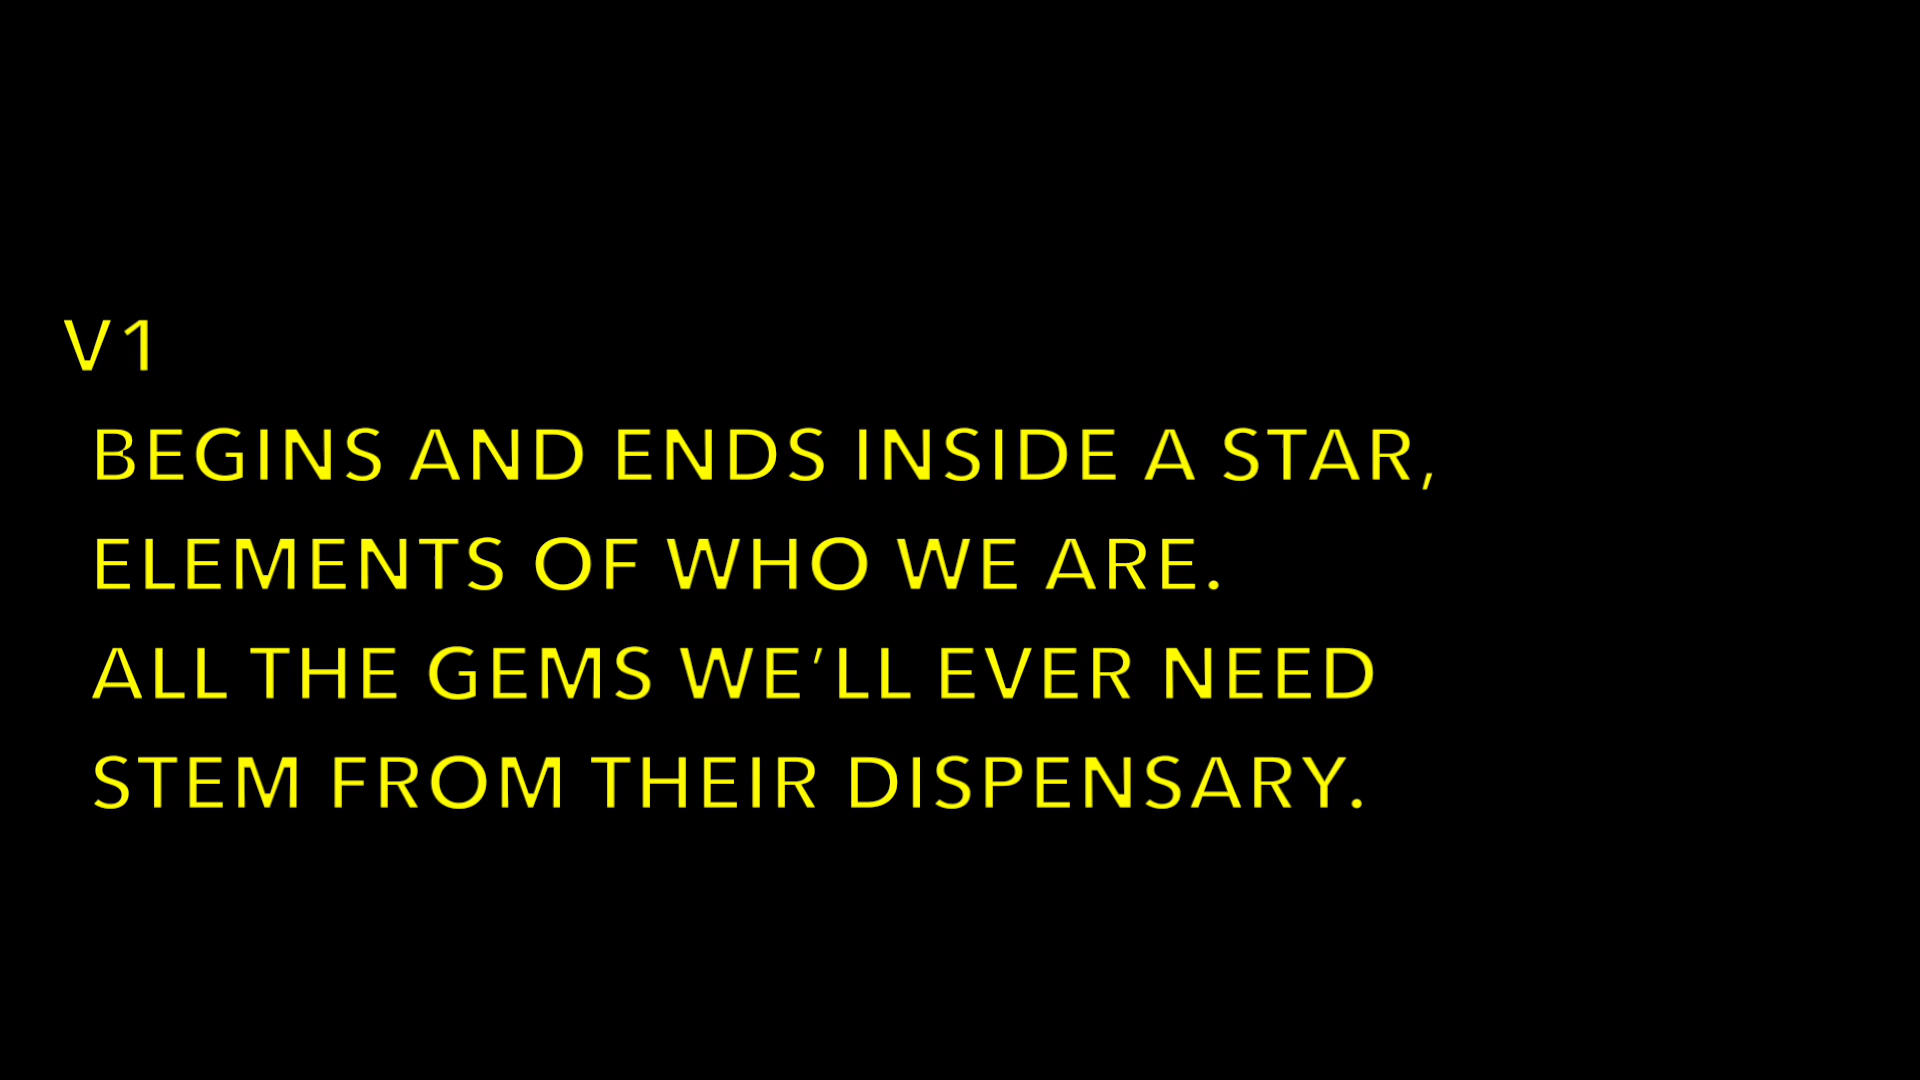 V1
BEGINS AND ENDS INSIDE A STAR,
ELEMENTS OF WHO WE ARE.
ALL THE GEMS WE’LL EVER NEED
STEM FROM THEIR DISPENSARY.